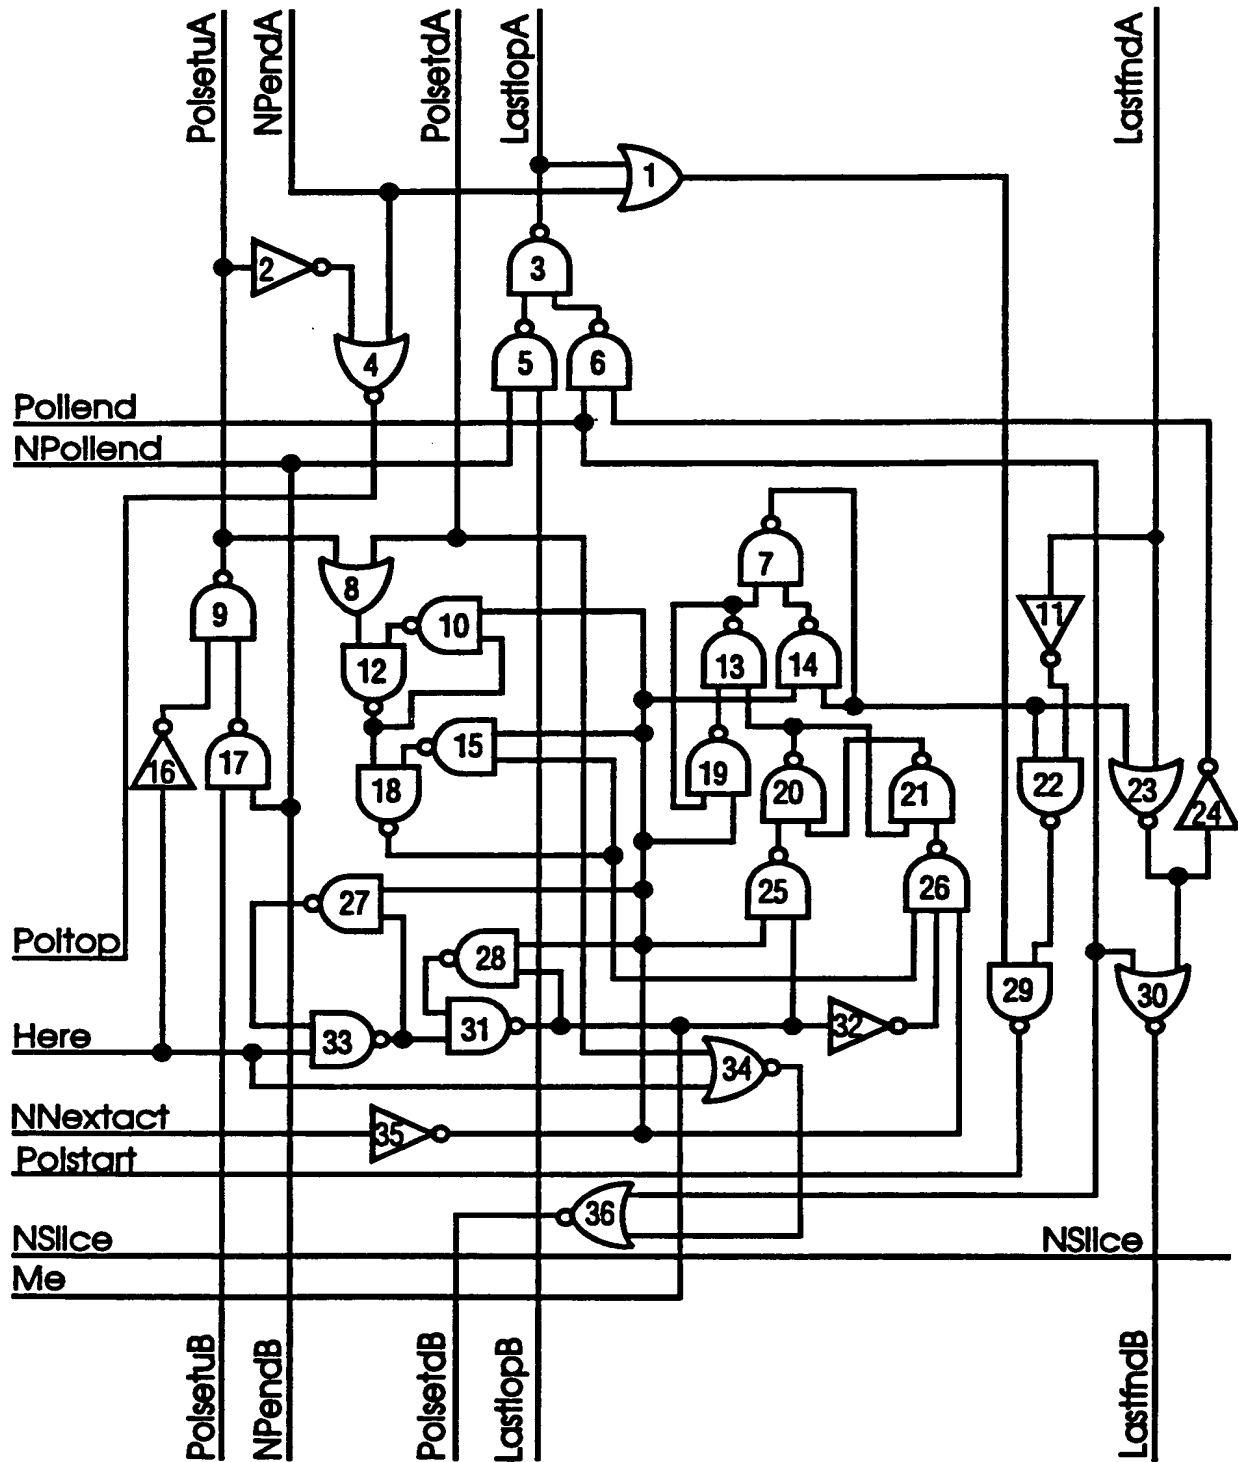 PolsetuA
NPendA
PolsetdA
LastlopA
LastfndA
1
2
3
4
5
6
Pollend
NPollend
7
8
9
10
11
12
13
14
15
16
17
18
19
20
21
22
23
24
25
26
27
28
Poltop
29
30
31
32
33
Here
34
NNextact
35
Polstart
36
NSlice
NSlice
Me
PolsetuB
NPendB
PolsetdB
LastlopB
LastfndB